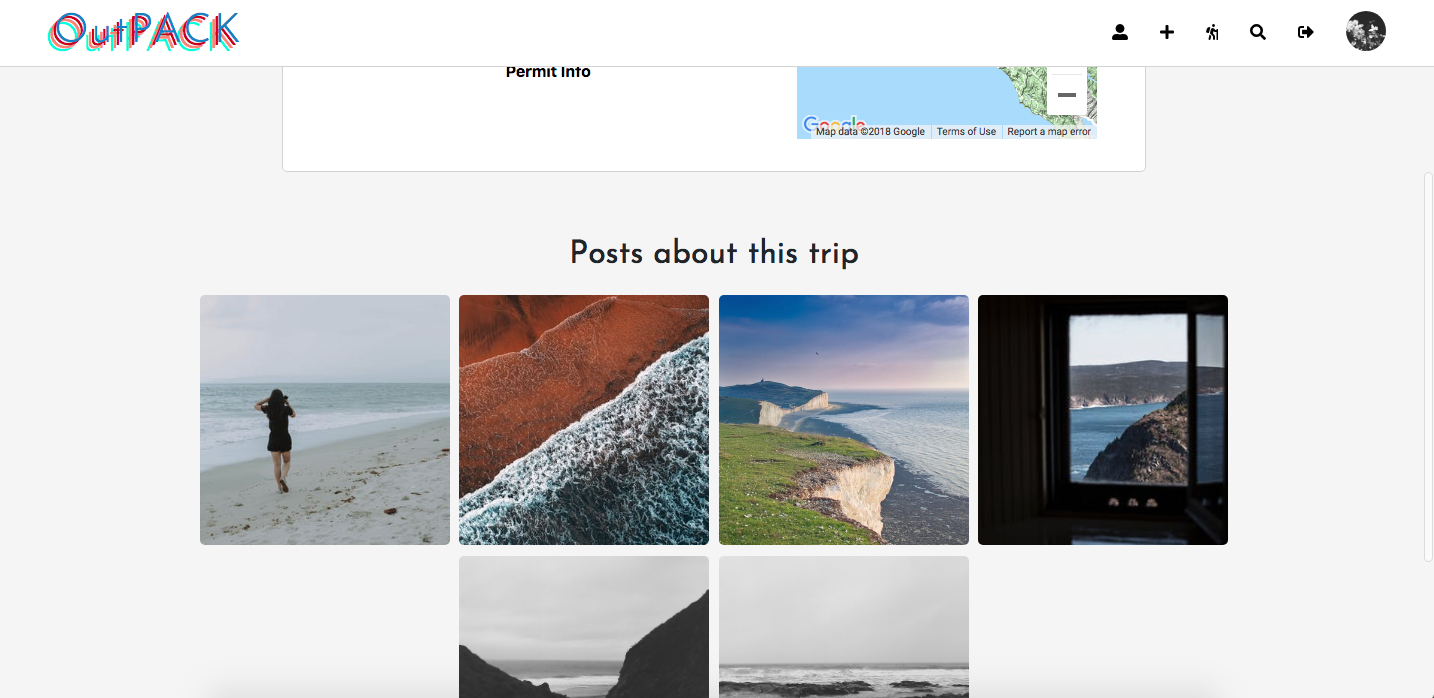 OutPACK
Permit Info
Google
Map data ©2018 Google Terms of Use Report a map error
Posts about this trip